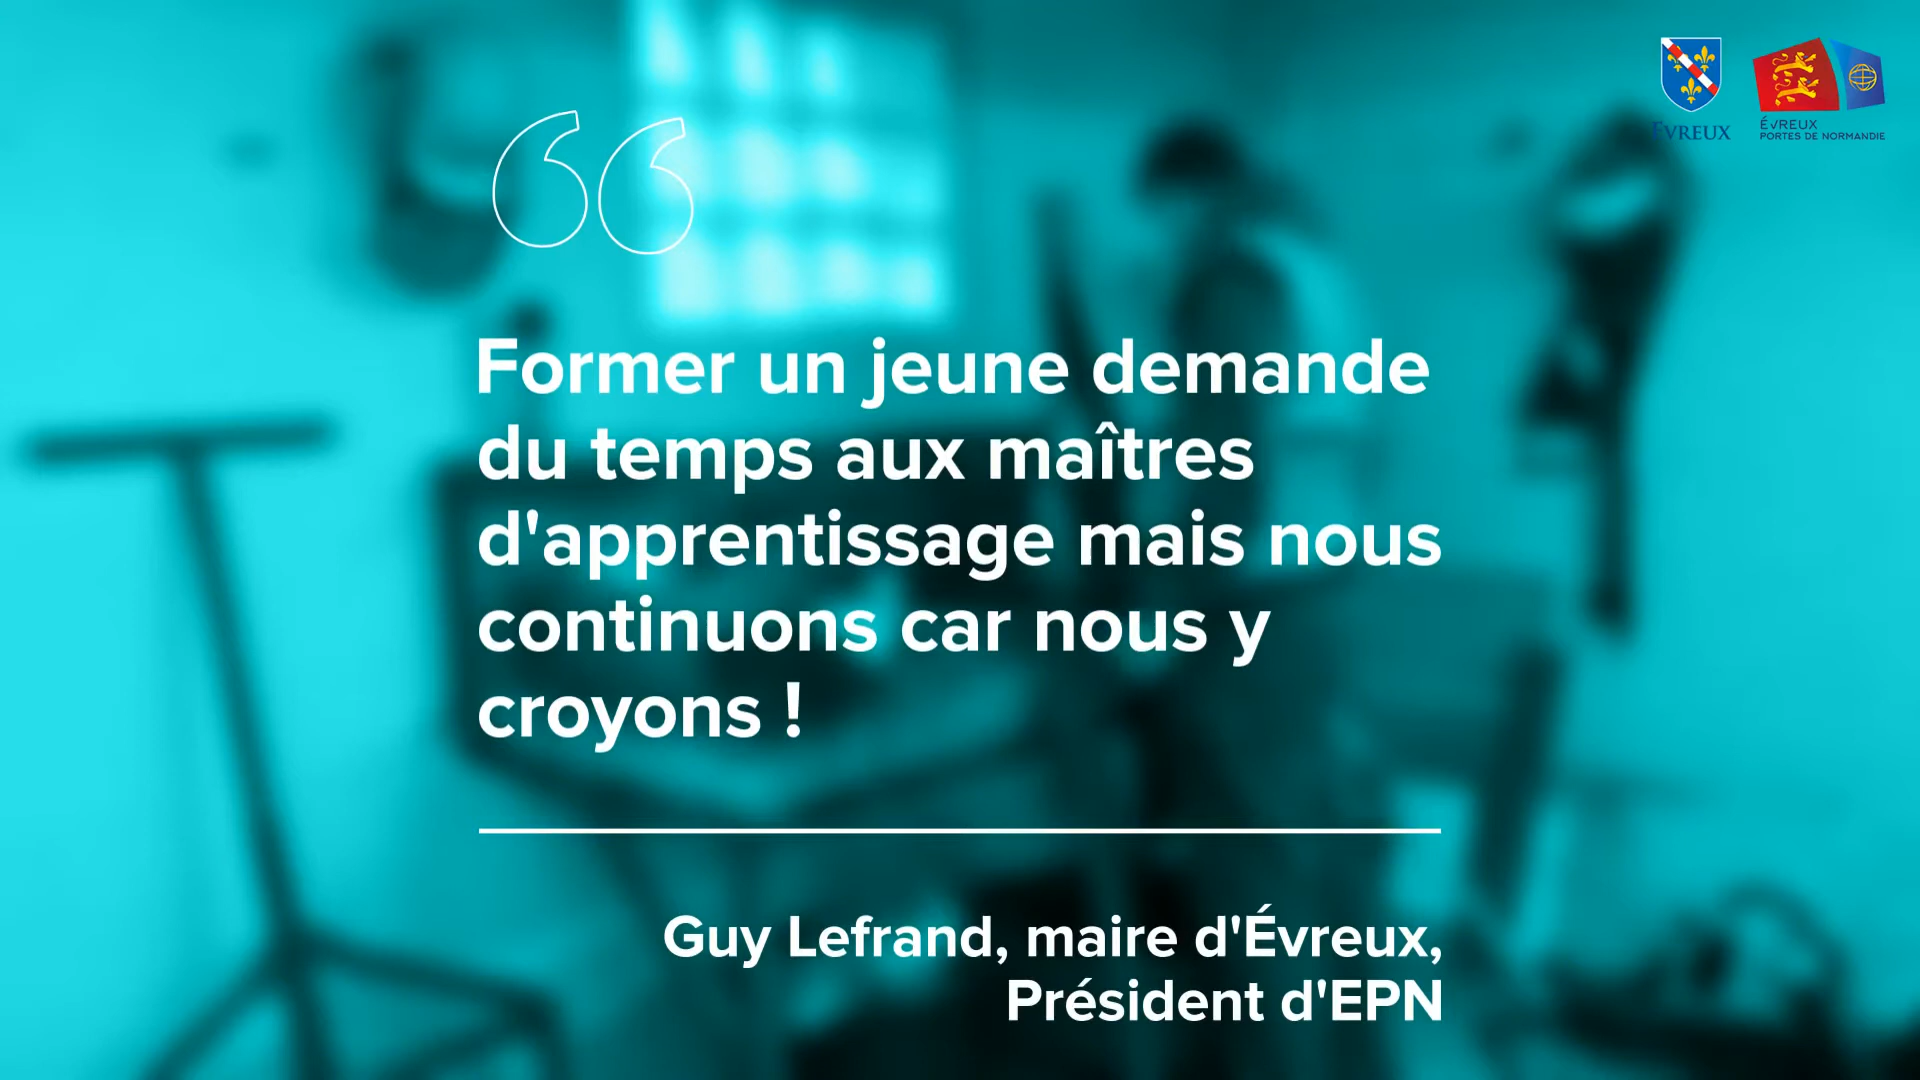 ÉVREUX
ÉVREUX
PORTES DE NORMANDIE
Former un jeune demande
du temps aux maîtres
d'apprentissage mais nous
continuons car nous y
croyons !
Guy Lefrand, maire d'Évreux,
Président d'EPN